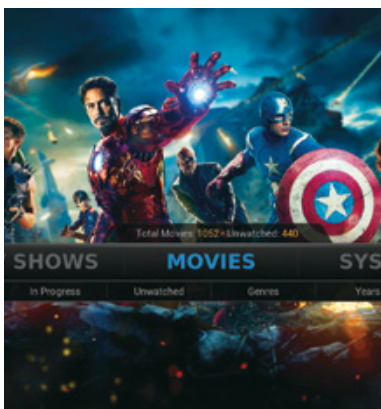 Total Movies: 1052 • Unwatched: 440
SHOWS MOVIES SYS
In Progress Unwatched Genres Years